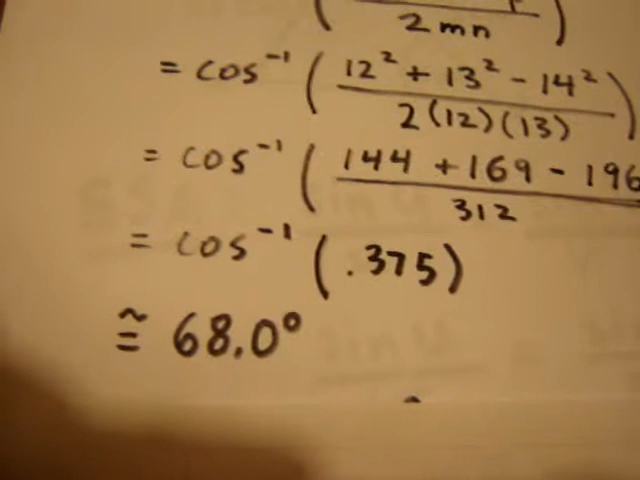 2mn
= cos⁻¹ ( 12² + 13² - 14² / 2(12)(13) )
= cos⁻¹ ( 144 + 169 - 196 / 312
= cos⁻¹ ( .375 )
≅ 68.0°